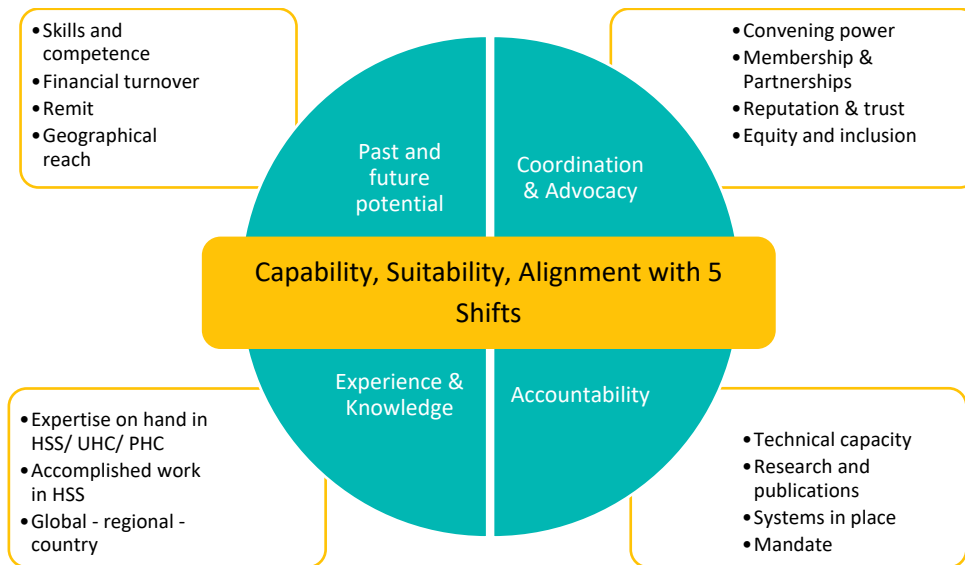 •Skills and
competence
•Financial turnover
•Remit
•Geographical
reach
•Convening power
•Membership &
Partnerships
•Reputation & trust
•Equity and inclusion
Past and
future
potential
Coordination
& Advocacy
Capability, Suitability, Alignment with 5
Shifts
Experience &
Knowledge
Accountability
•Expertise on hand in
HSS/ UHC/ PHC
•Accomplished work
in HSS
•Global - regional -
country
•Technical capacity
•Research and
publications
•Systems in place
•Mandate